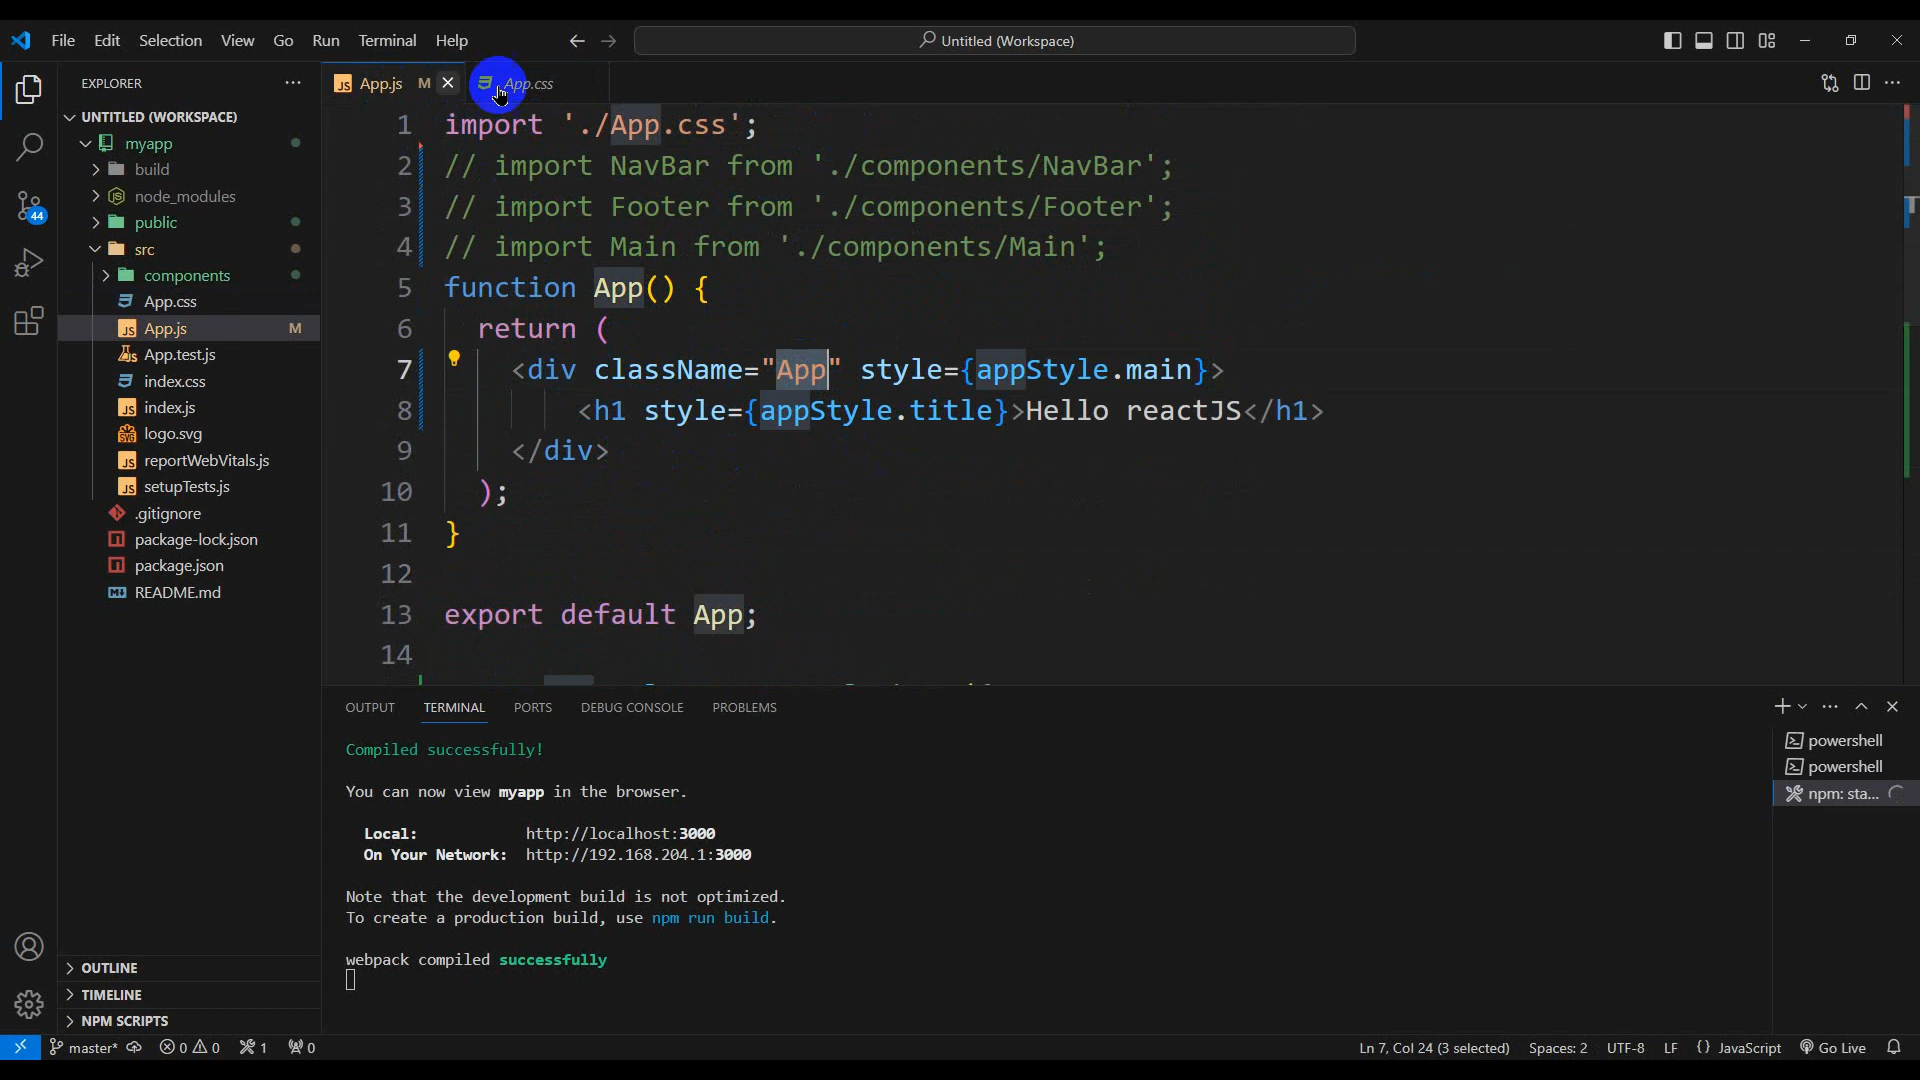 File Edit Selection View Go Run Terminal Help
Untitled (Workspace)
EXPLORER
App.js M
App.css
UNTITLED (WORKSPACE)
myapp
build
node_modules
public
src
components
App.css
App.js M
App.test.js
index.css
index.js
logo.svg
reportWebVitals.js
setupTests.js
.gitignore
package-lock.json
package.json
README.md
OUTLINE
TIMELINE
NPM SCRIPTS
44
1 import './App.css';
2 // import NavBar from './components/NavBar';
3 // import Footer from './components/Footer';
4 // import Main from './components/Main';
5 function App() {
6 return (
7 <div className="App" style={appStyle.main}>
8 <h1 style={appStyle.title}>Hello reactJS</h1>
9 </div>
10 );
11 }
12
13 export default App;
14
OUTPUT TERMINAL PORTS DEBUG CONSOLE PROBLEMS
Compiled successfully!
You can now view myapp in the browser.
Local: http://localhost:3000
On Your Network: http://192.168.204.1:3000
Note that the development build is not optimized.
To create a production build, use npm run build.
webpack compiled successfully
powershell
powershell
npm: sta...
master* 0 0 1 0
Ln 7, Col 24 (3 selected) Spaces: 2 UTF-8 LF {} JavaScript Go Live